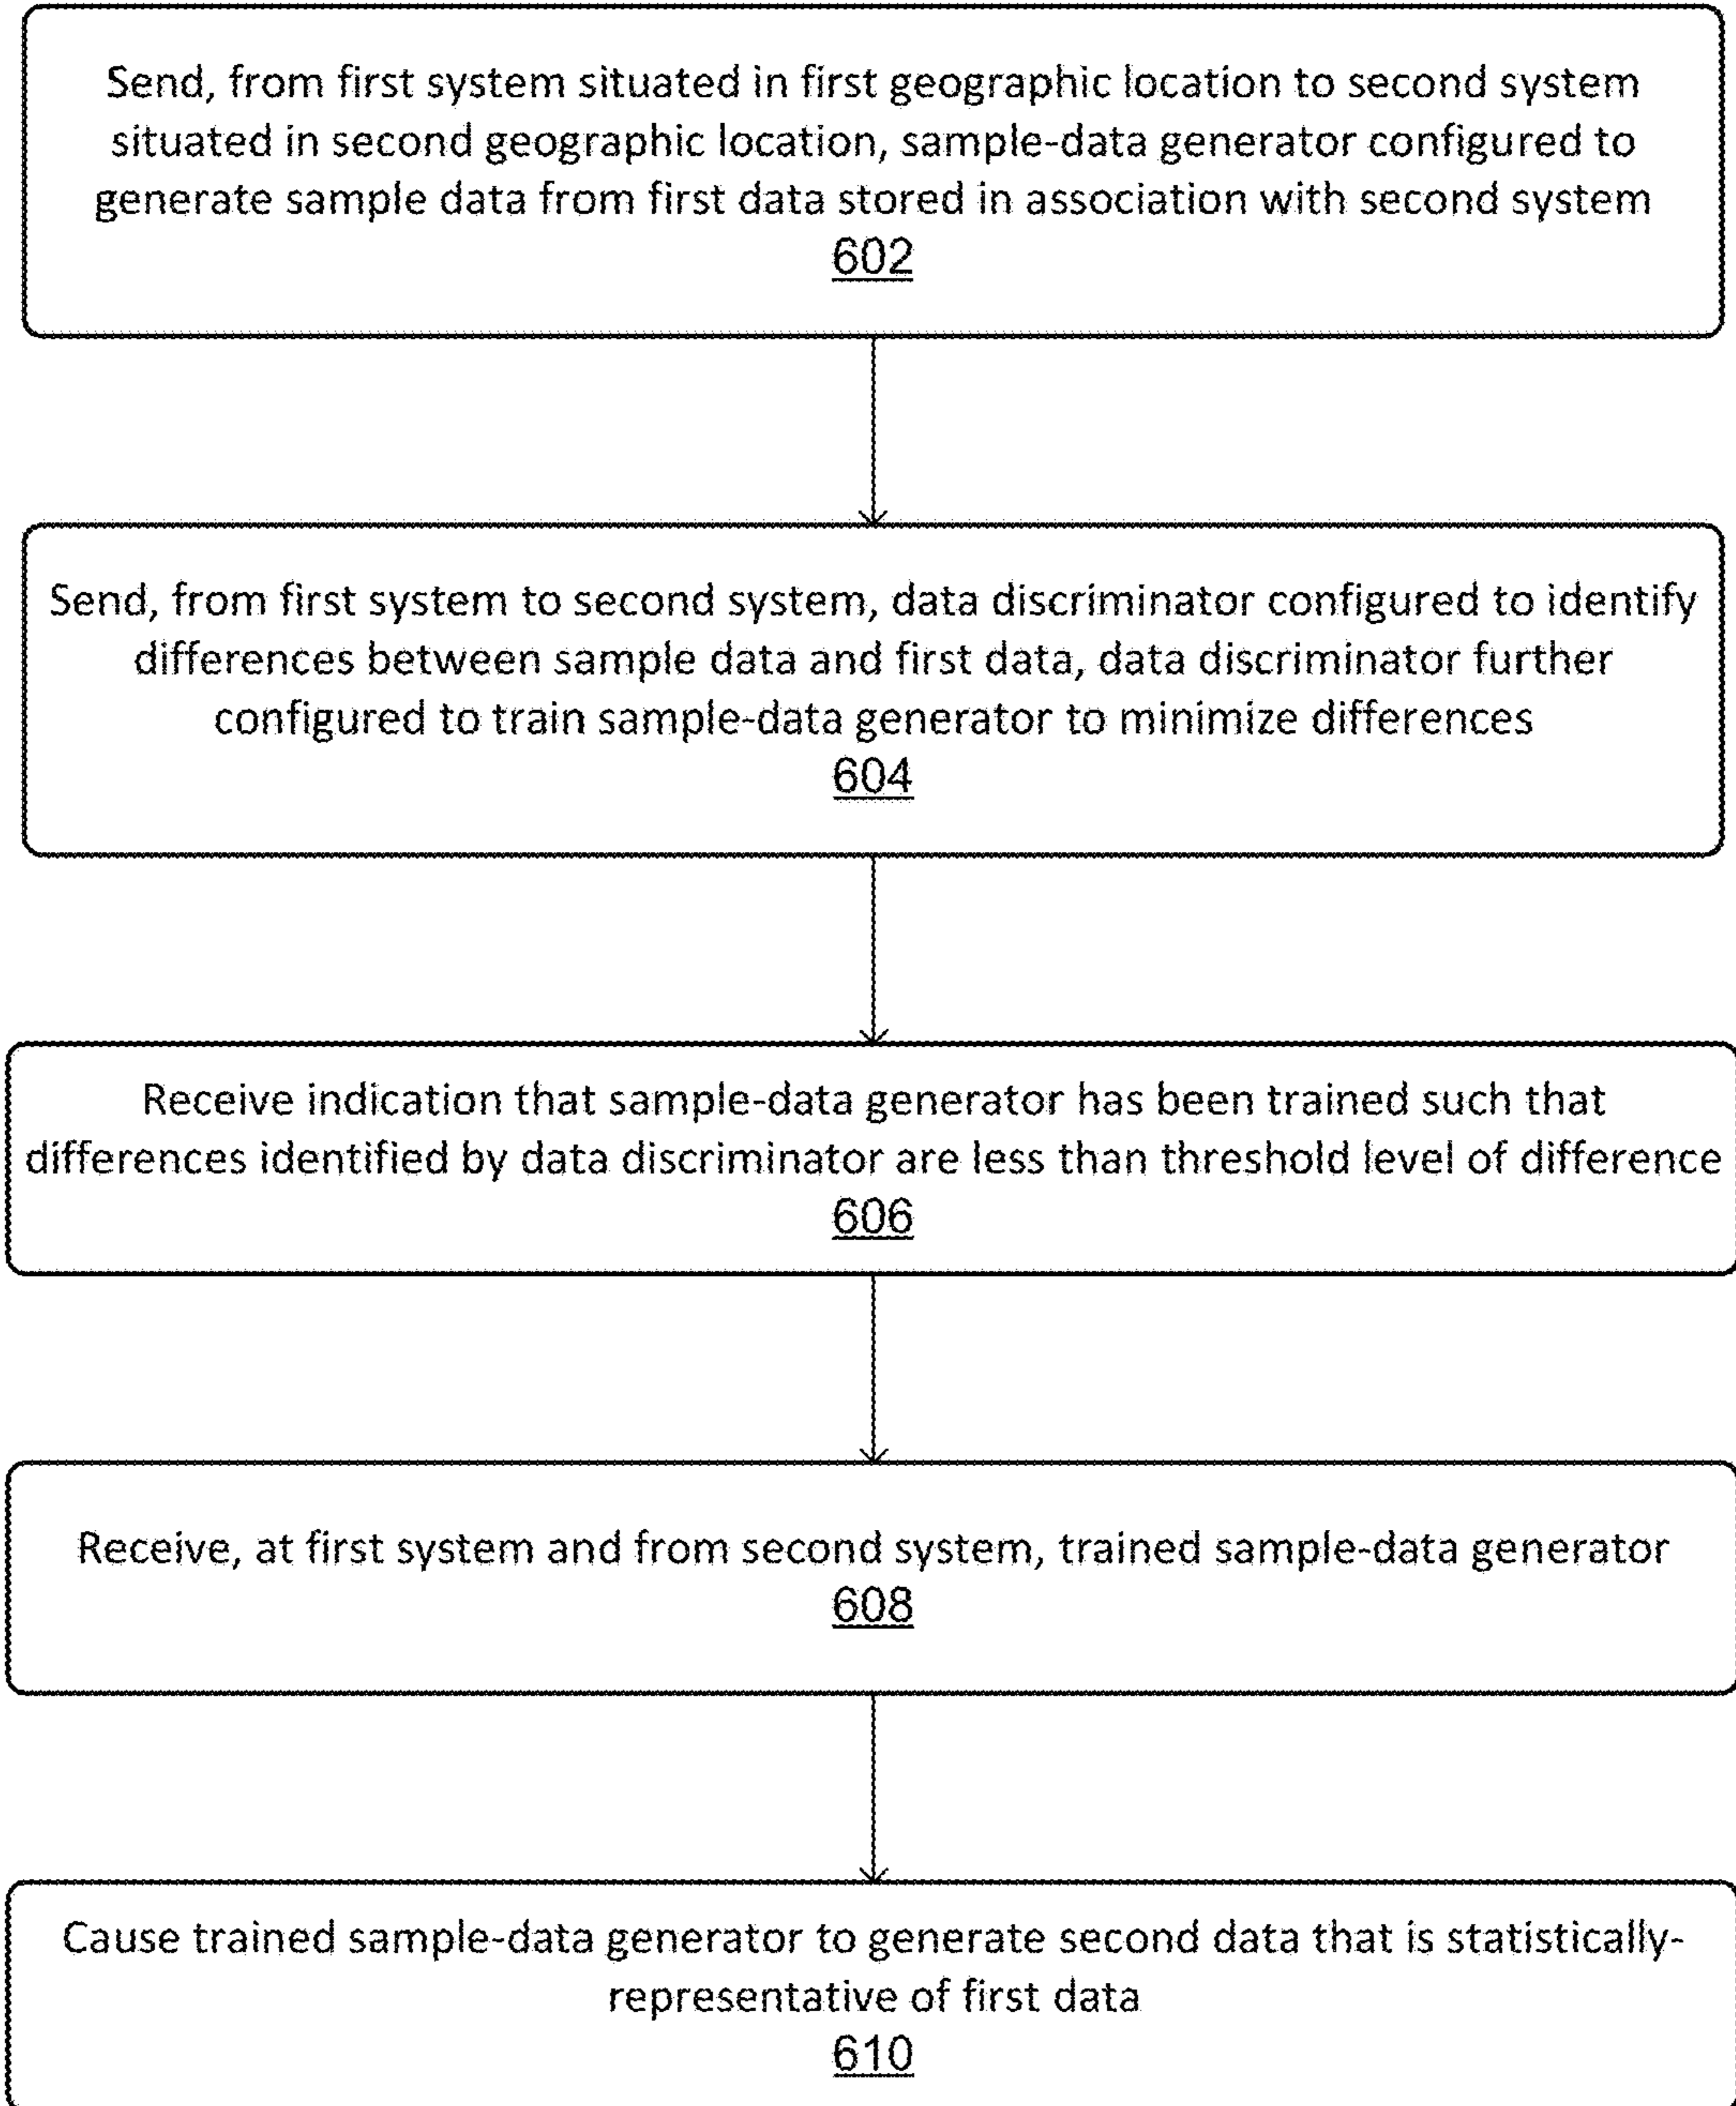 Send, from first system situated in first geographic location to second system
situated in second geographic location, sample-data generator configured to
generate sample data from first data stored in association with second system
602
Send, from first system to second system, data discriminator configured to identify
differences between sample data and first data, data discriminator further
configured to train sample-data generator to minimize differences
604
Receive indication that sample-data generator has been trained such that
differences identified by data discriminator are less than threshold level of difference
606
Receive, at first system and from second system, trained sample-data generator
608
Cause trained sample-data generator to generate second data that is statistically-
representative of first data
610